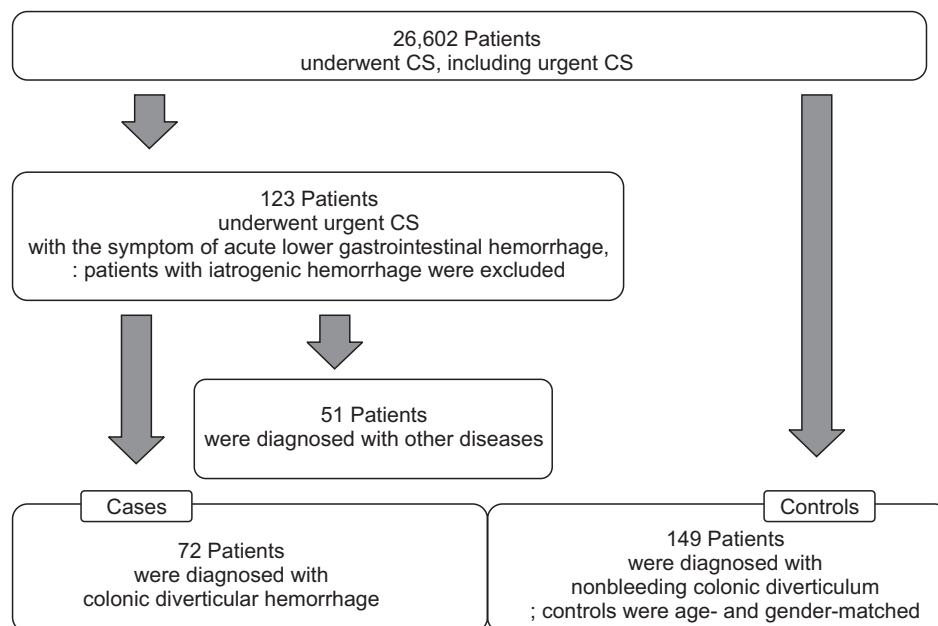 26,602 Patients
underwent CS, including urgent CS
123 Patients
underwent urgent CS
with the symptom of acute lower gastrointestinal hemorrhage,
: patients with iatrogenic hemorrhage were excluded
51 Patients
were diagnosed with other diseases
Cases
72 Patients
were diagnosed with
colonic diverticular hemorrhage
Controls
149 Patients
were diagnosed with
nonbleeding colonic diverticulum
; controls were age- and gender-matched